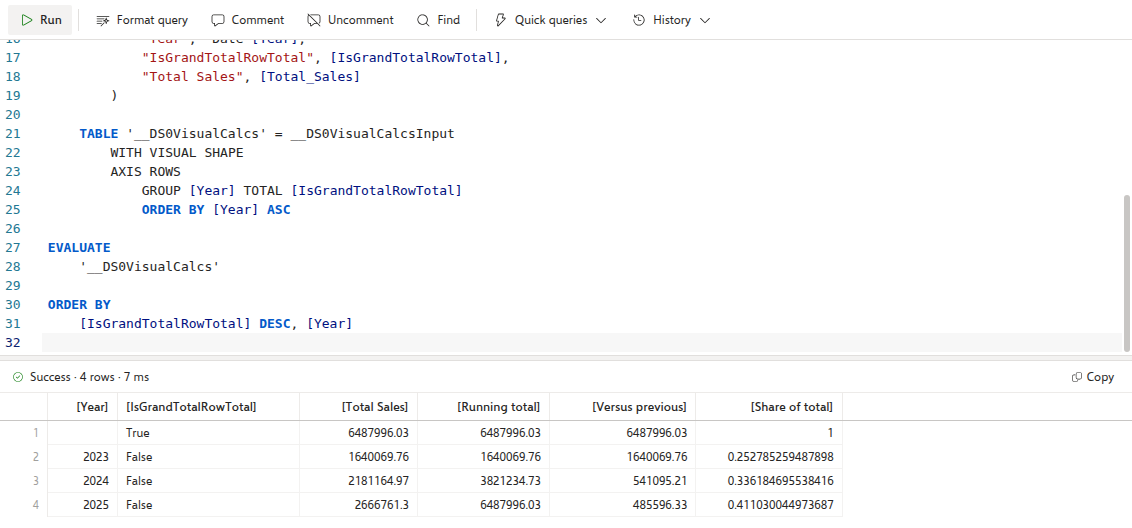 Run Format query Comment Uncomment Find Quick queries History
16 "Year", 'Date'[Year],
17 "IsGrandTotalRowTotal", [IsGrandTotalRowTotal],
18 "Total Sales", [Total_Sales]
19 )
20
21 TABLE '__DS0VisualCalcs' = __DS0VisualCalcsInput
22 WITH VISUAL SHAPE
23 AXIS ROWS
24 GROUP [Year] TOTAL [IsGrandTotalRowTotal]
25 ORDER BY [Year] ASC
26
27 EVALUATE
28 '__DS0VisualCalcs'
29
30 ORDER BY
31 [IsGrandTotalRowTotal] DESC, [Year]
32
Success · 4 rows · 7 ms Copy
[Year] [IsGrandTotalRowTotal] [Total Sales] [Running total] [Versus previous] [Share of total]
1 True 6487996.03 6487996.03 6487996.03 1
2 2023 False 1640069.76 1640069.76 1640069.76 0.252785259487898
3 2024 False 2181164.97 3821234.73 541095.21 0.336184695538416
4 2025 False 2666761.3 6487996.03 485596.33 0.411030044973687